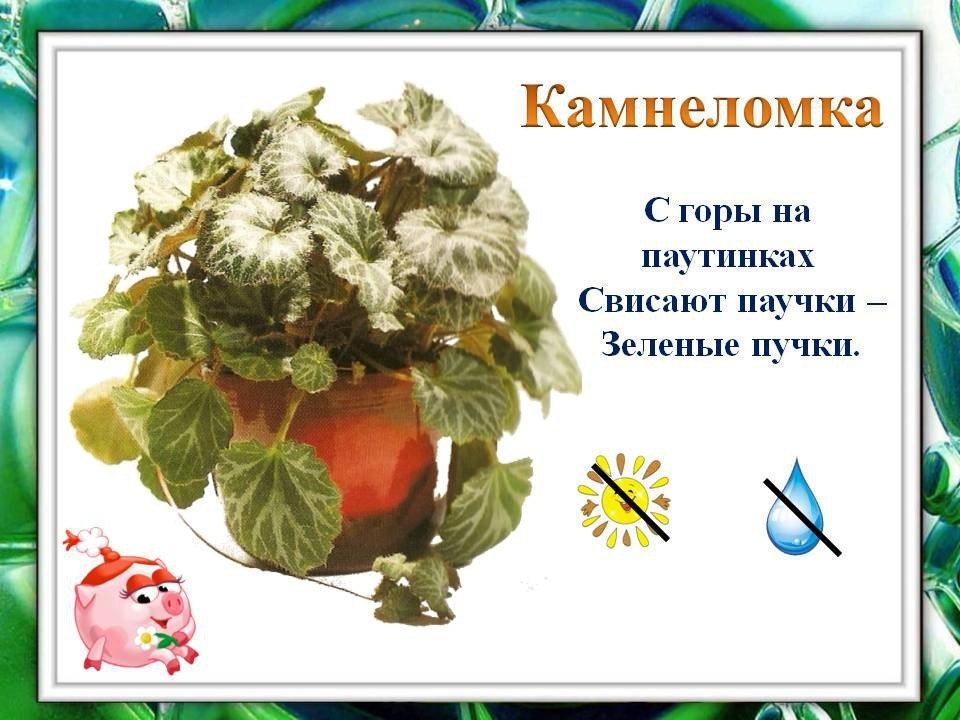 Камнеломка
С горы на
паутинках
Свисают паучки –
Зеленые пучки.